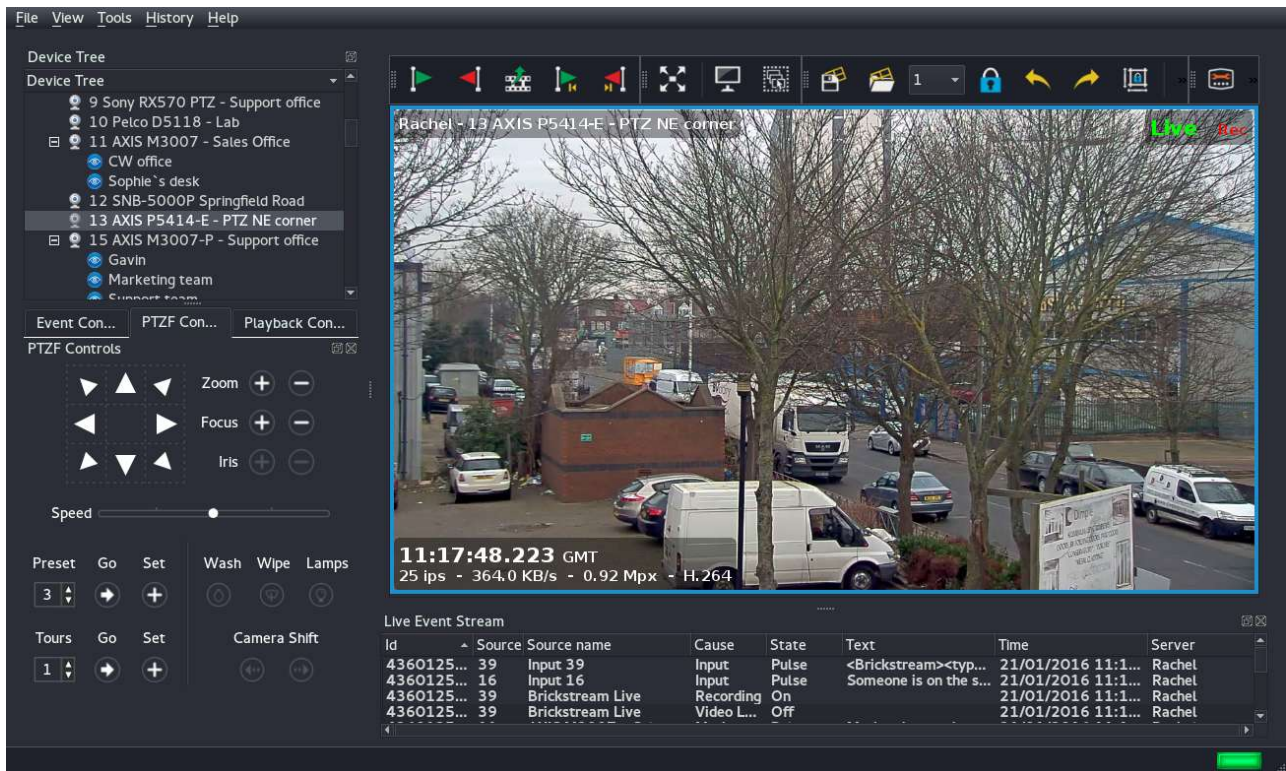 File View Tools History Help
Device Tree
Device Tree
9 Sony RX570 PTZ - Support office
10 Pelco D5118 - Lab
11 AXIS M3007 - Sales Office
CW office
Sophie`s desk
12 SNB-5000P Springfield Road
13 AXIS P5414-E - PTZ NE corner
15 AXIS M3007-P - Support office
Gavin
Marketing team
Support team
Event Con... PTZF Con... Playback Con...
PTZF Controls
Zoom
Focus
Iris
Speed
Preset Go Set Wash Wipe Lamps
3
Tours Go Set Camera Shift
1
1
Rachel - 13 AXIS P5414-E - PTZ NE corner
Live Rec
Dimple
11:17:48.223 GMT
25 ips - 364.0 KB/s - 0.92 Mpx - H.264
Live Event Stream
Id Source Source name Cause State Text Time Server
4360125... 39 Input 39 Input Pulse <Brickstream><typ... 21/01/2016 11:1... Rachel
4360125... 16 Input 16 Input Pulse Someone is on the s... 21/01/2016 11:1... Rachel
4360125... 39 Brickstream Live Recording On 21/01/2016 11:1... Rachel
4360125... 39 Brickstream Live Video L... Off 21/01/2016 11:1... Rachel